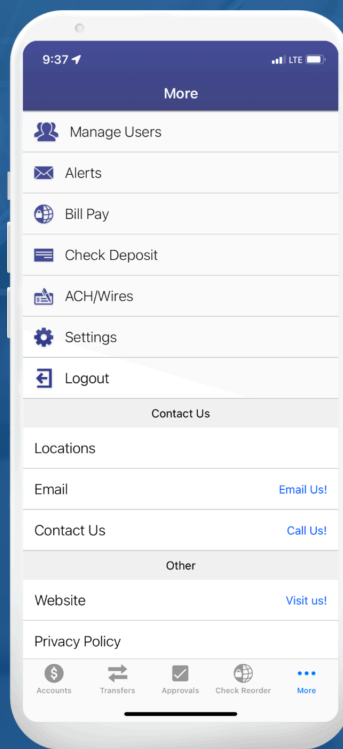 9:37
LTE
More
Manage Users
Alerts
Bill Pay
Check Deposit
ACH/Wires
Settings
Logout
Contact Us
Locations
Email Email Us!
Contact Us Call Us!
Other
Website Visit us!
Privacy Policy
Accounts Transfers Approvals Check Reorder More